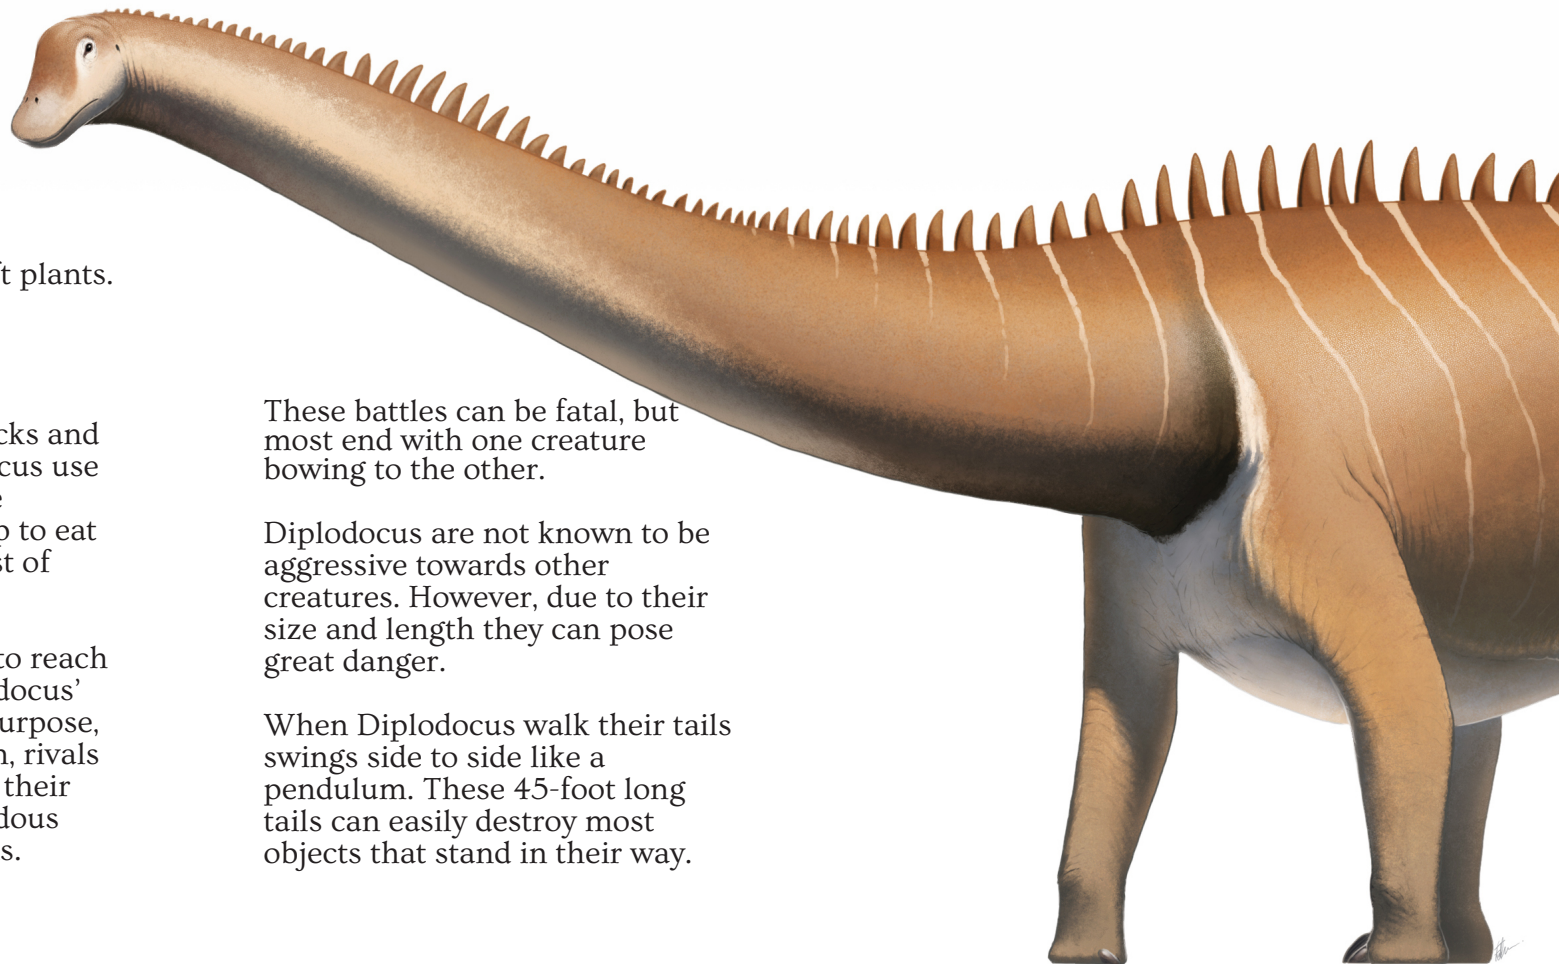 t plants.
cks and
cus use
e
p to eat
st of
to reach
docus’
urpose,
n, rivals
their
dous
s.
These battles can be fatal, but
most end with one creature
bowing to the other.
Diplodocus are not known to be
aggressive towards other
creatures. However, due to their
size and length they can pose
great danger.
When Diplodocus walk their tails
swings side to side like a
pendulum. These 45-foot long
tails can easily destroy most
objects that stand in their way.